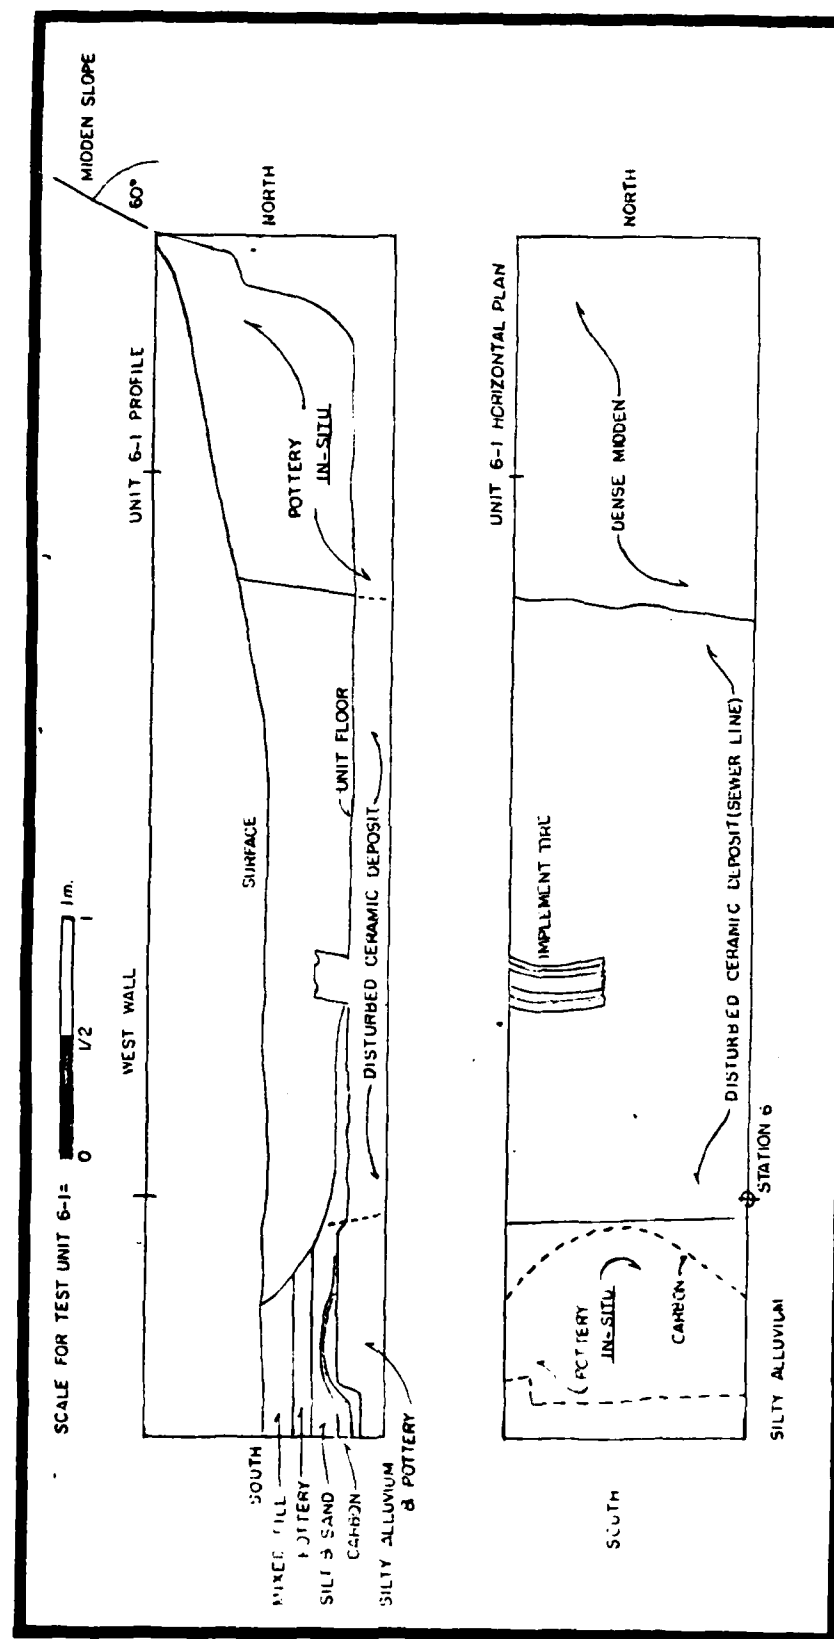 SCALE FOR TEST UNIT 6-1=
0 1/2 1
1m.
MIDDEN SLOPE
60°
WEST WALL
UNIT 6-1 PROFILE
SOUTH
NORTH
SURFACE
POTTERY
IN-SITU
UNIT FLOOR
DISTURBED CERAMIC DEPOSIT
MIXED FILL
POTTERY
SILT & SAND
CARBON
SILTY ALLUVIUM
& POTTERY
UNIT 6-1 HORIZONTAL PLAN
SOUTH
NORTH
IMPLEMENT TIRE
DENSE MIDDEN
POTTERY
IN-SITU
CARBON
DISTURBED CERAMIC DEPOSIT (SEWER LINE)
STATION 6
SILTY ALLUVIUM